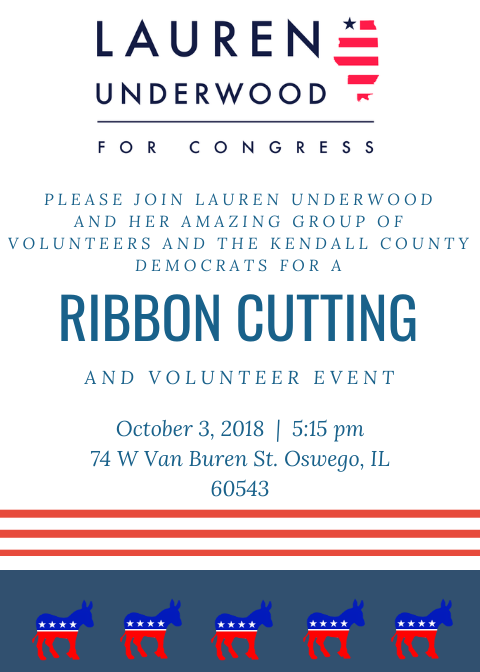 LAUREN
UNDERWOOD
FOR CONGRESS
PLEASE JOIN LAUREN UNDERWOOD
AND HER AMAZING GROUP OF
VOLUNTEERS AND THE KENDALL COUNTY
DEMOCRATS FOR A
RIBBON CUTTING
AND VOLUNTEER EVENT
October 3, 2018 | 5:15 pm
74 W Van Buren St. Oswego, IL
60543